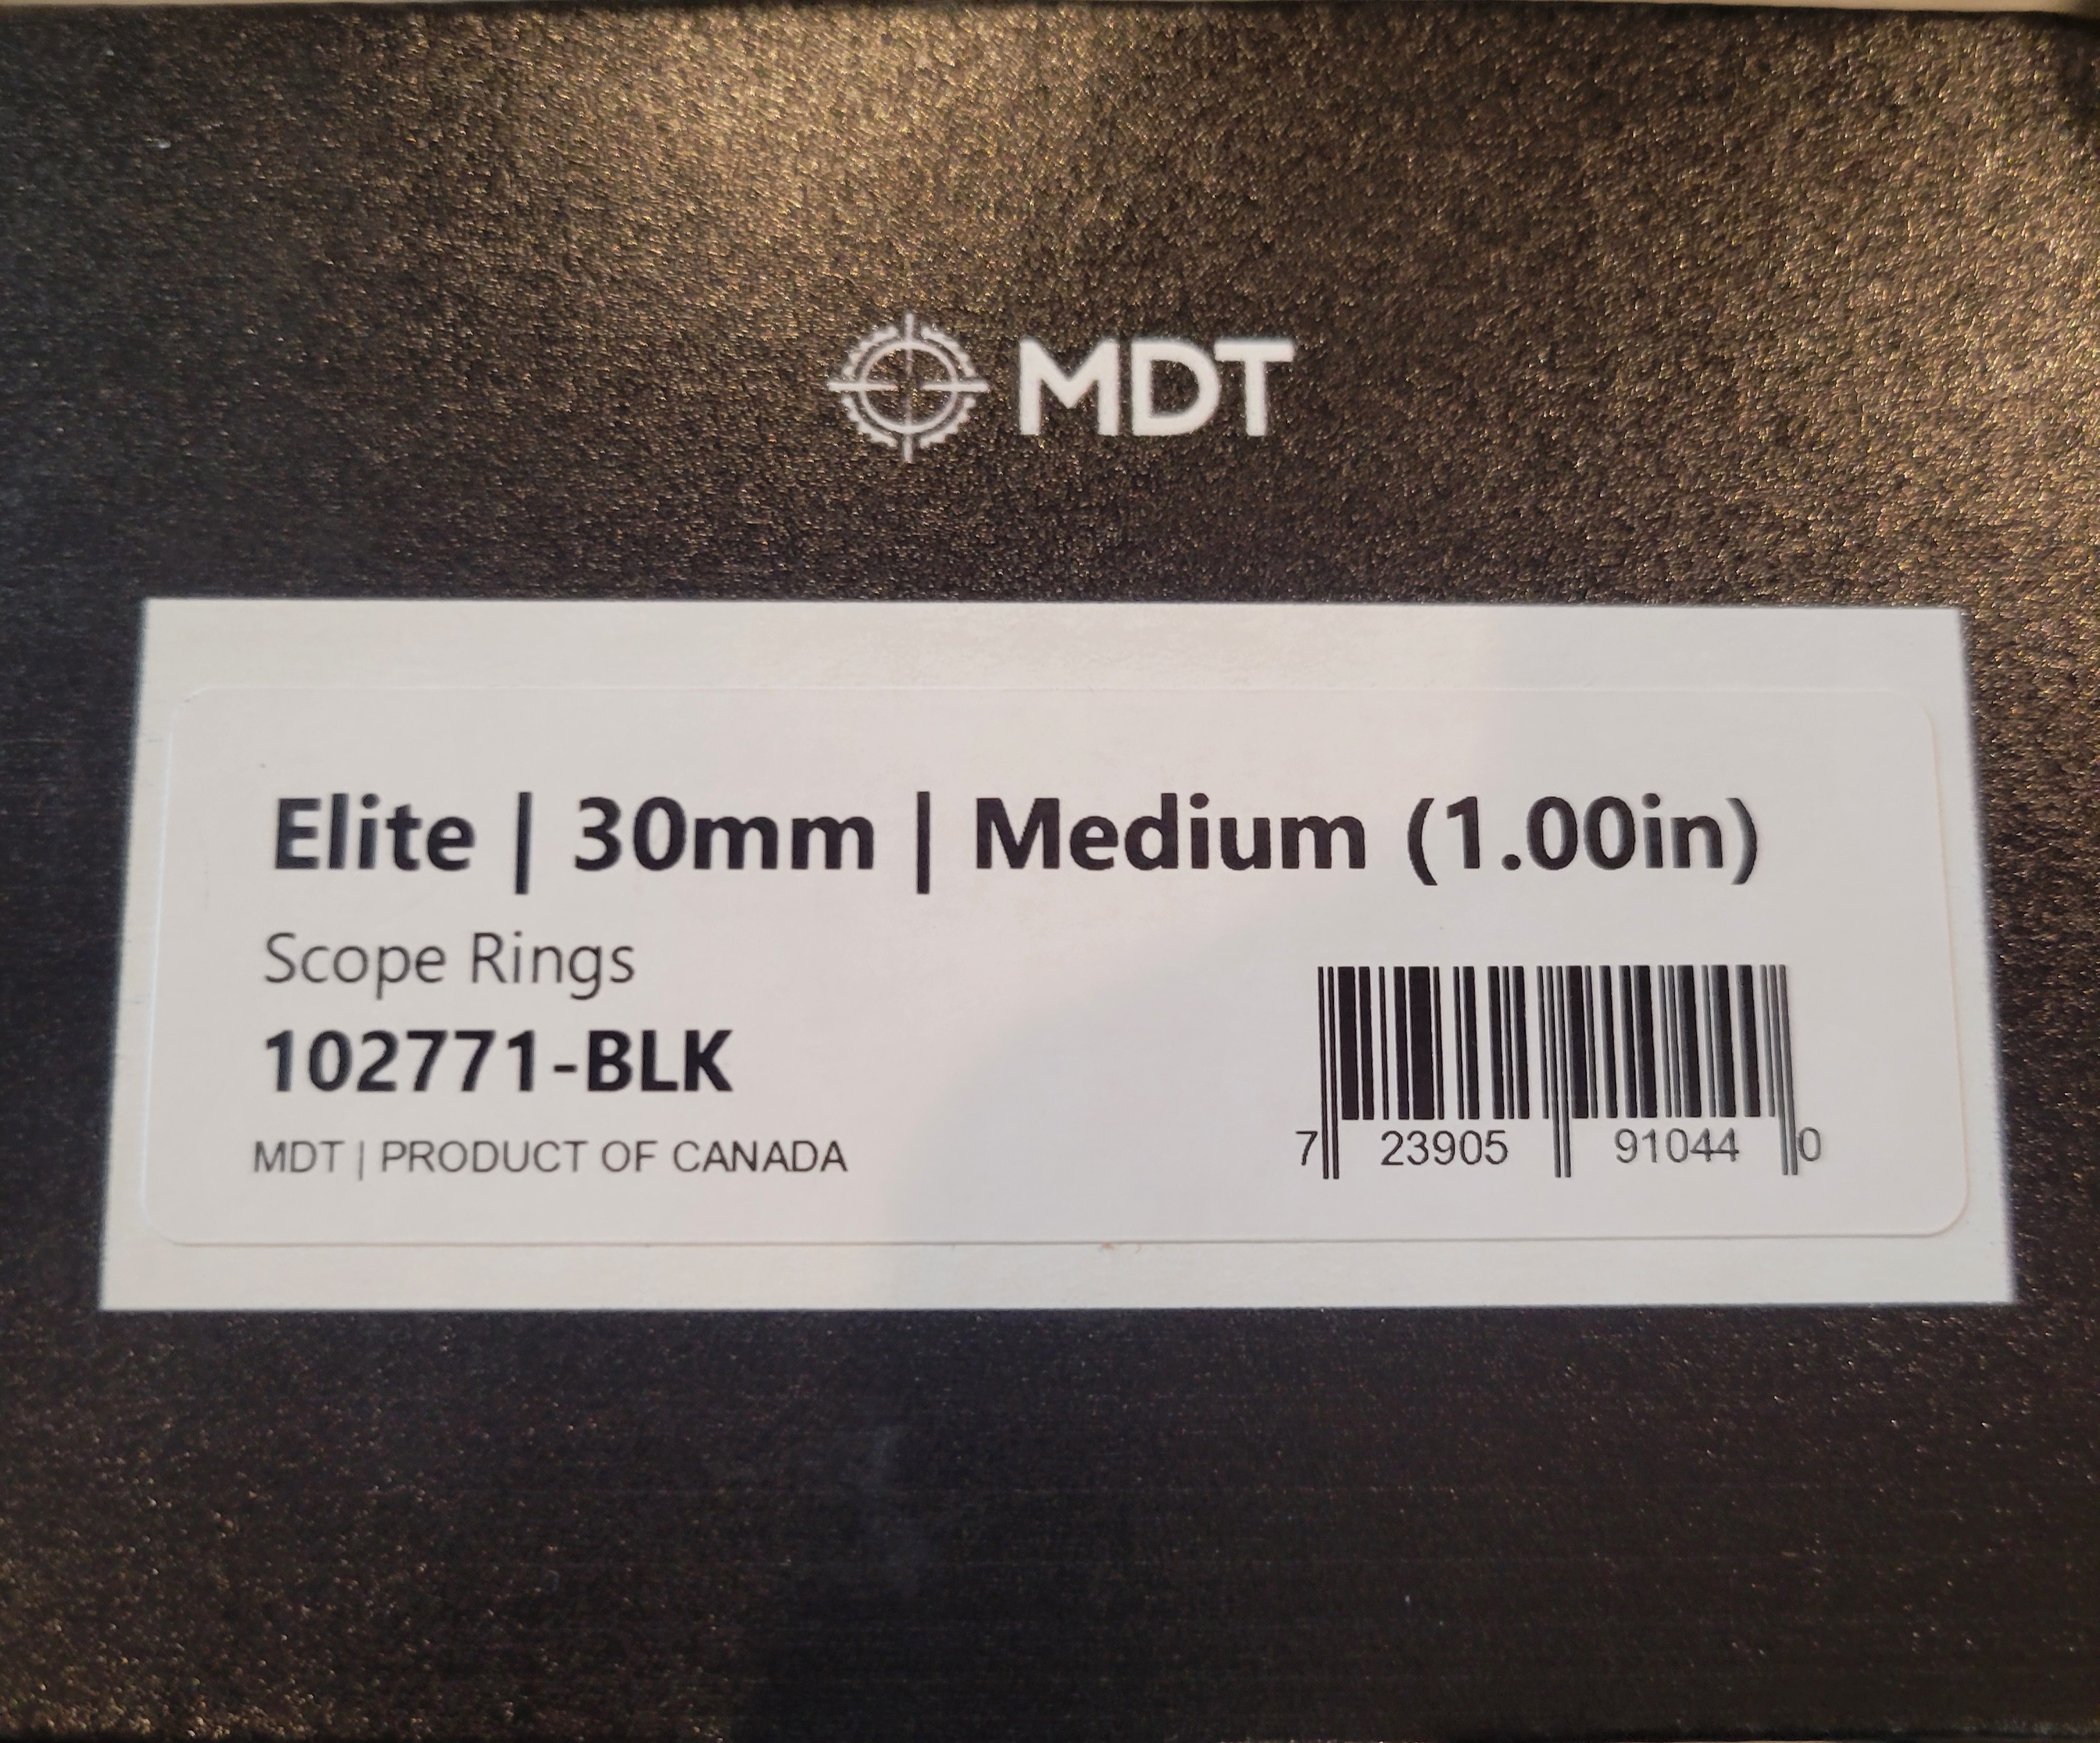 MDT
Elite | 30mm | Medium (1.00in)
Scope Rings
102771-BLK
MDT | PRODUCT OF CANADA
7 23905 91044 0